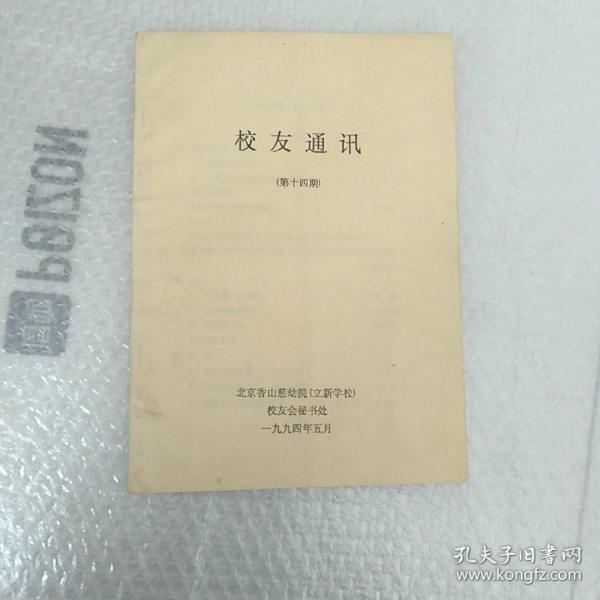 校友通讯
(第十四期)
北京香山慈幼院(立新学校)
校友会秘书处
一九九四年五月
Peizon
孔夫子旧书网
www.kongfz.com